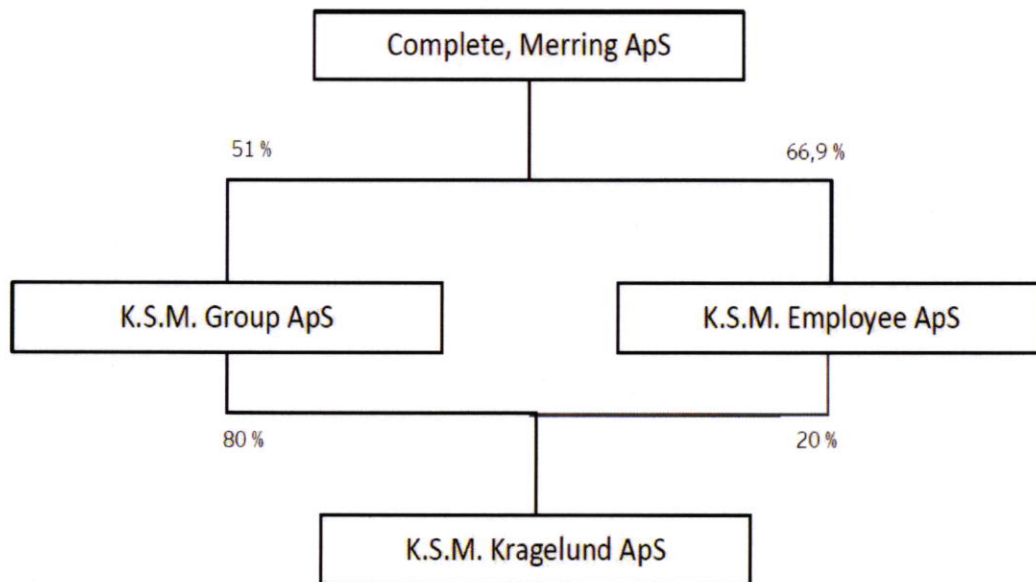 Complete, Merring ApS
51 %
66,9 %
K.S.M. Group ApS
K.S.M. Employee ApS
80 %
20 %
K.S.M. Kragelund ApS